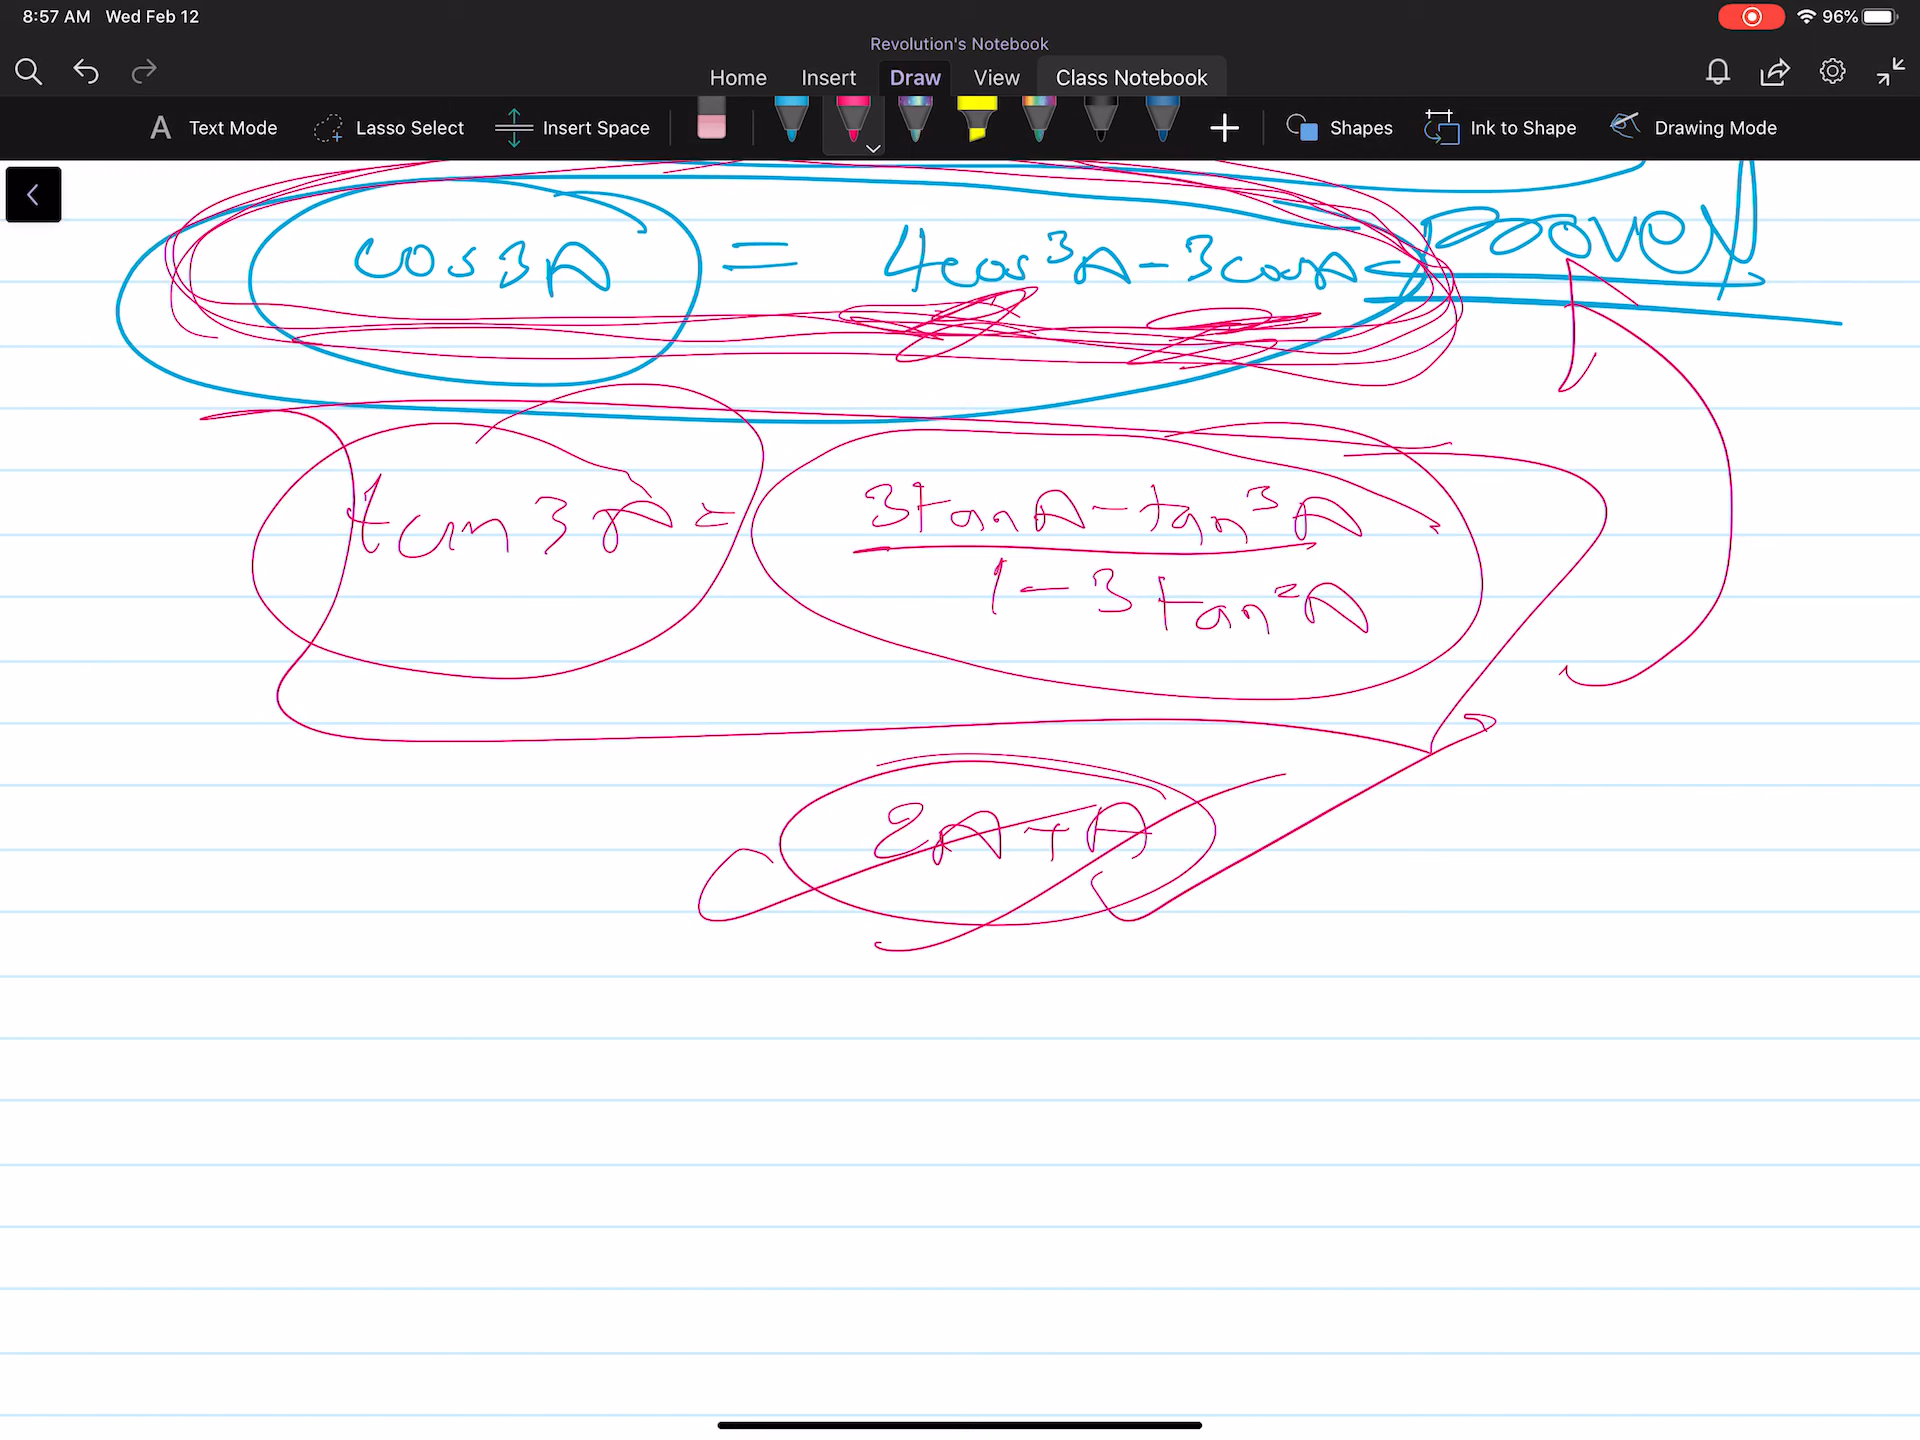 8:57 AM Wed Feb 12
96%
Revolution's Notebook
Home Insert Draw View Class Notebook
A Text Mode Lasso Select Insert Space Shapes Ink to Shape Drawing Mode
cos3A = 4cos³A-3cosA Proved
tan3A = 3tanA-tan³A
1-3tan²A
2A+A